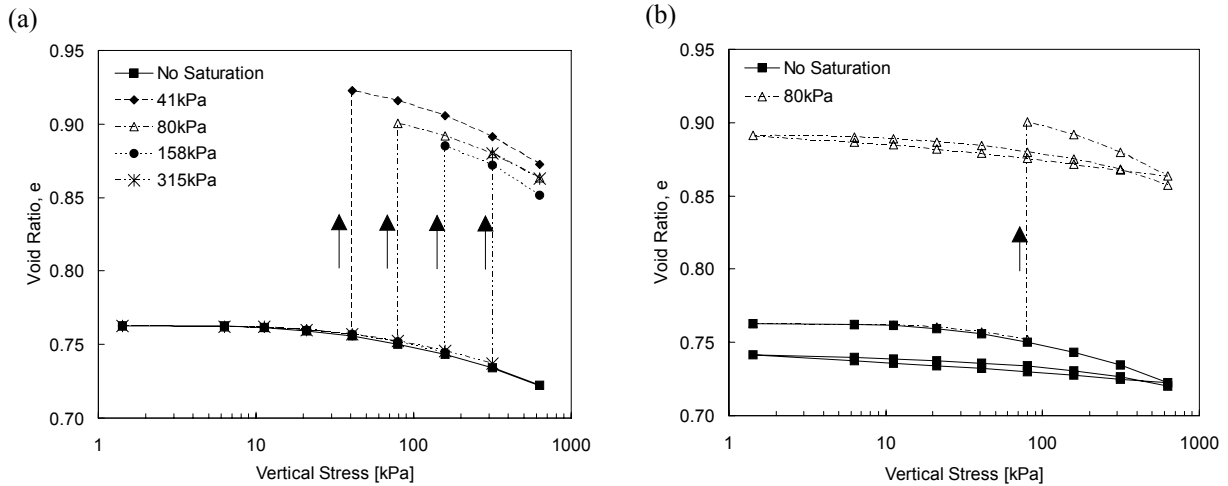 (a)
Void Ratio, e
0.95
0.90
0.85
0.80
0.75
0.70
No Saturation
41kPa
80kPa
158kPa
315kPa
1 10 100 1000
Vertical Stress [kPa]
(b)
Void Ratio, e
0.95
0.90
0.85
0.80
0.75
0.70
No Saturation
80kPa
1 10 100 1000
Vertical Stress [kPa]